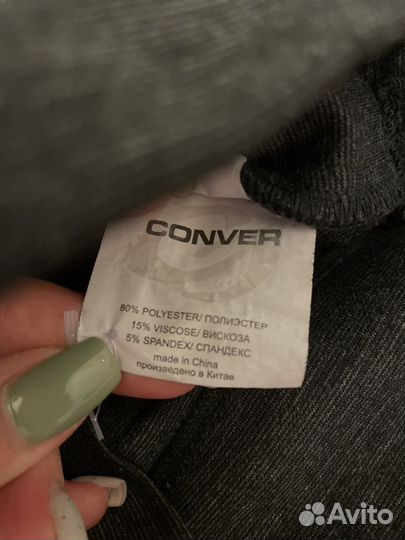 CONVER
80% POLYESTER/ ПОЛИЭСТЕР
15% VISCOSE/ ВИСКОЗА
5% SPANDEX/ СПАНДЕКС
made in China
произведено в Китае
Avito